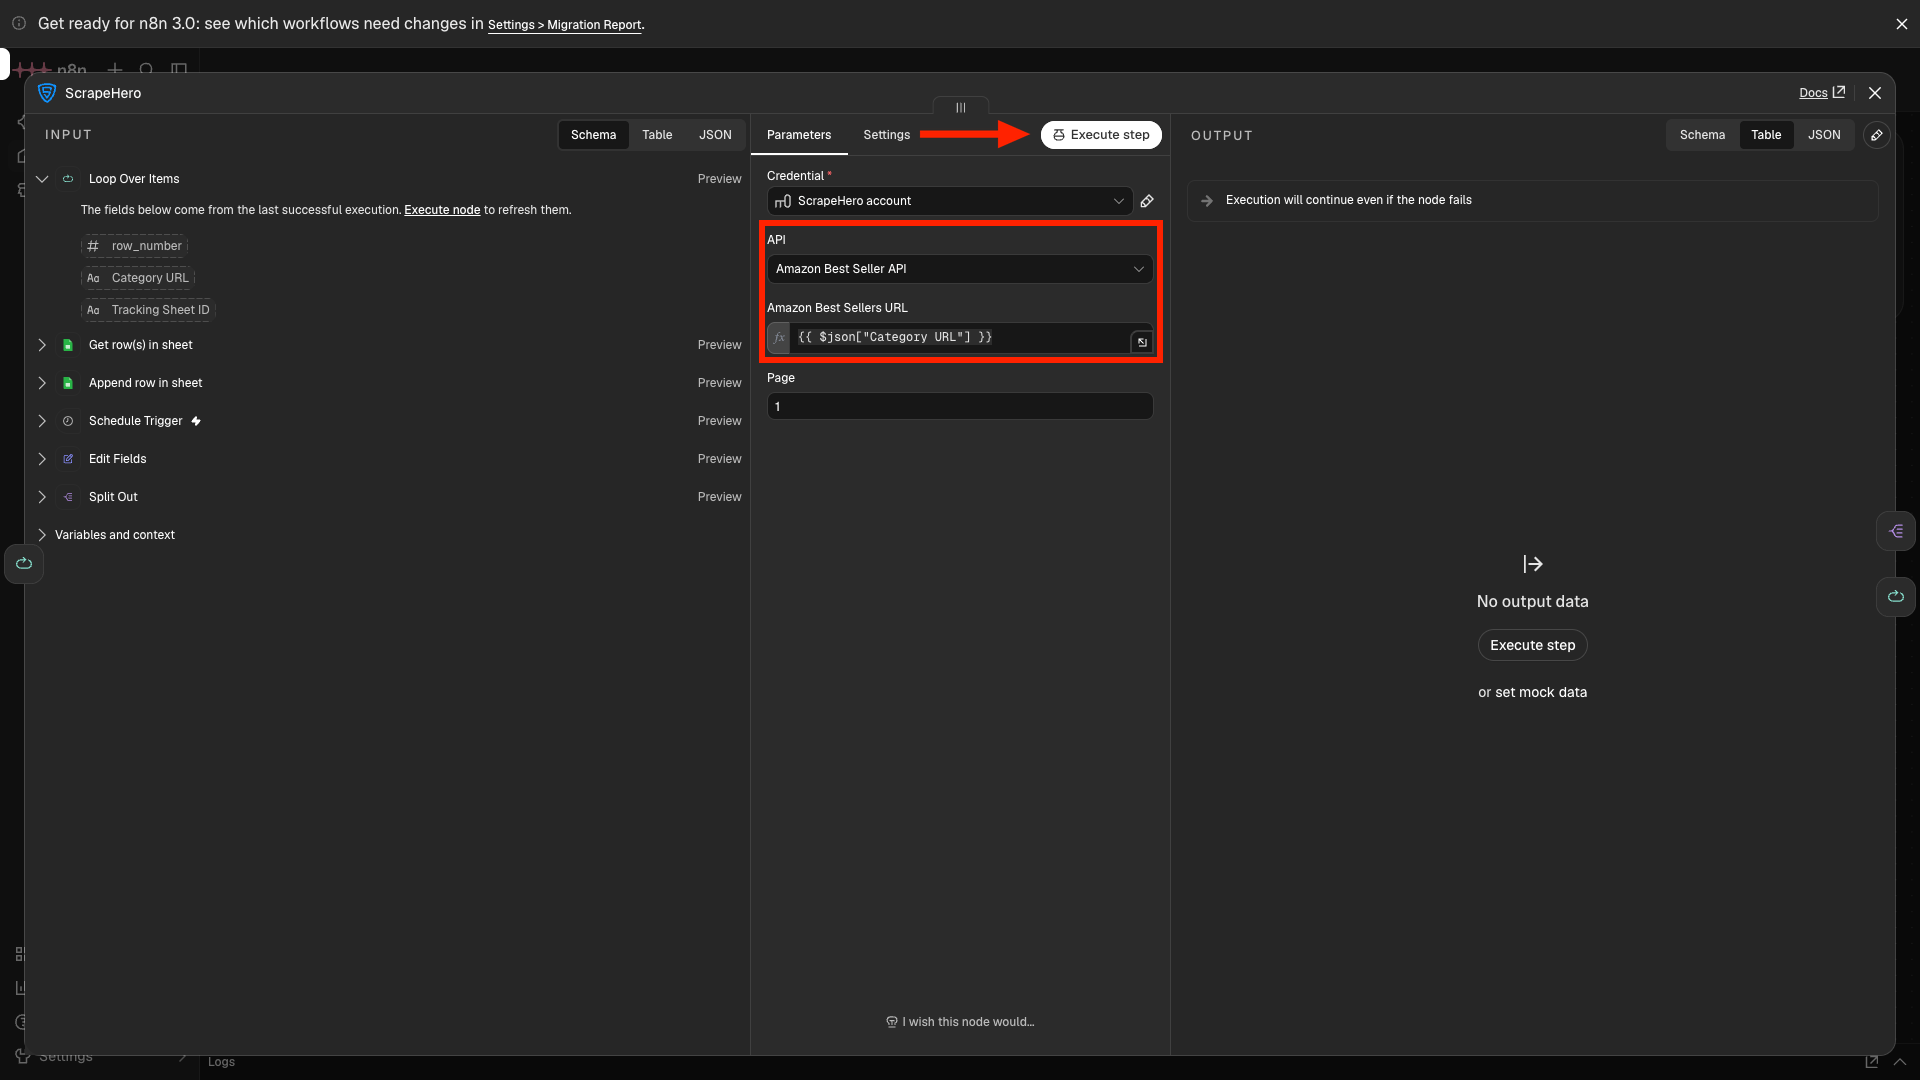 Get ready for n8n 3.0: see which workflows need changes in Settings > Migration Report.
n8n
ScrapeHero
Docs
INPUT
Schema
Table
JSON
Loop Over Items
Preview
The fields below come from the last successful execution. Execute node to refresh them.
# row_number
Aa Category URL
Aa Tracking Sheet ID
Get row(s) in sheet
Preview
Append row in sheet
Preview
Schedule Trigger
Preview
Edit Fields
Preview
Split Out
Preview
Variables and context
Parameters
Settings
Execute step
Credential *
ScrapeHero account
API
Amazon Best Seller API
Amazon Best Sellers URL
fx {{ $json["Category URL"] }}
Page
1
I wish this node would...
OUTPUT
Schema
Table
JSON
Execution will continue even if the node fails
No output data
Execute step
or set mock data
Settings
Logs